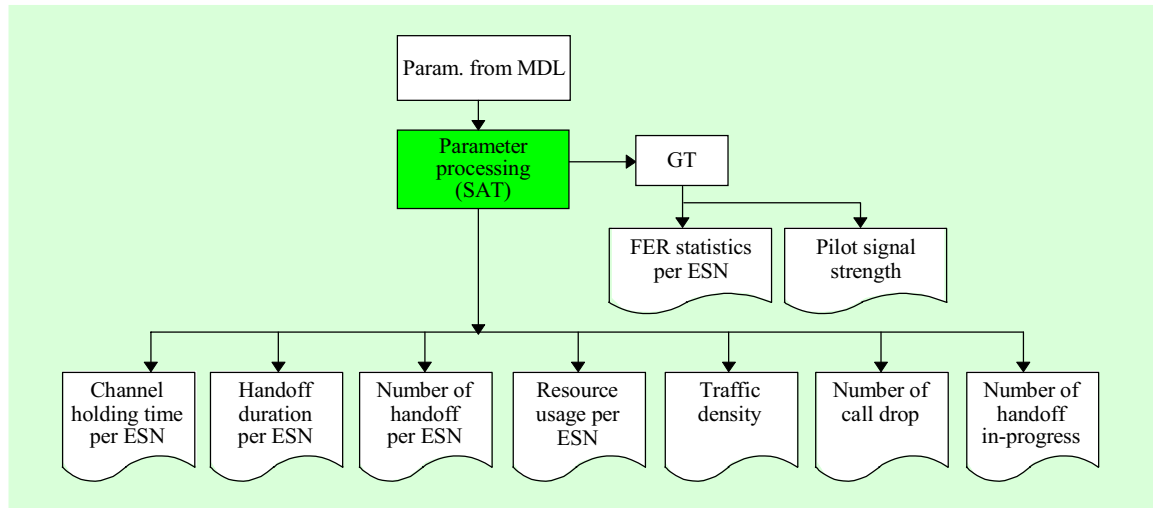 Param. from MDL
Parameter
processing
(SAT)
GT
FER statistics
per ESN
Pilot signal
strength
Channel
holding time
per ESN
Handoff
duration
per ESN
Number of
handoff
per ESN
Resource
usage per
ESN
Traffic
density
Number of
call drop
Number of
handoff
in-progress